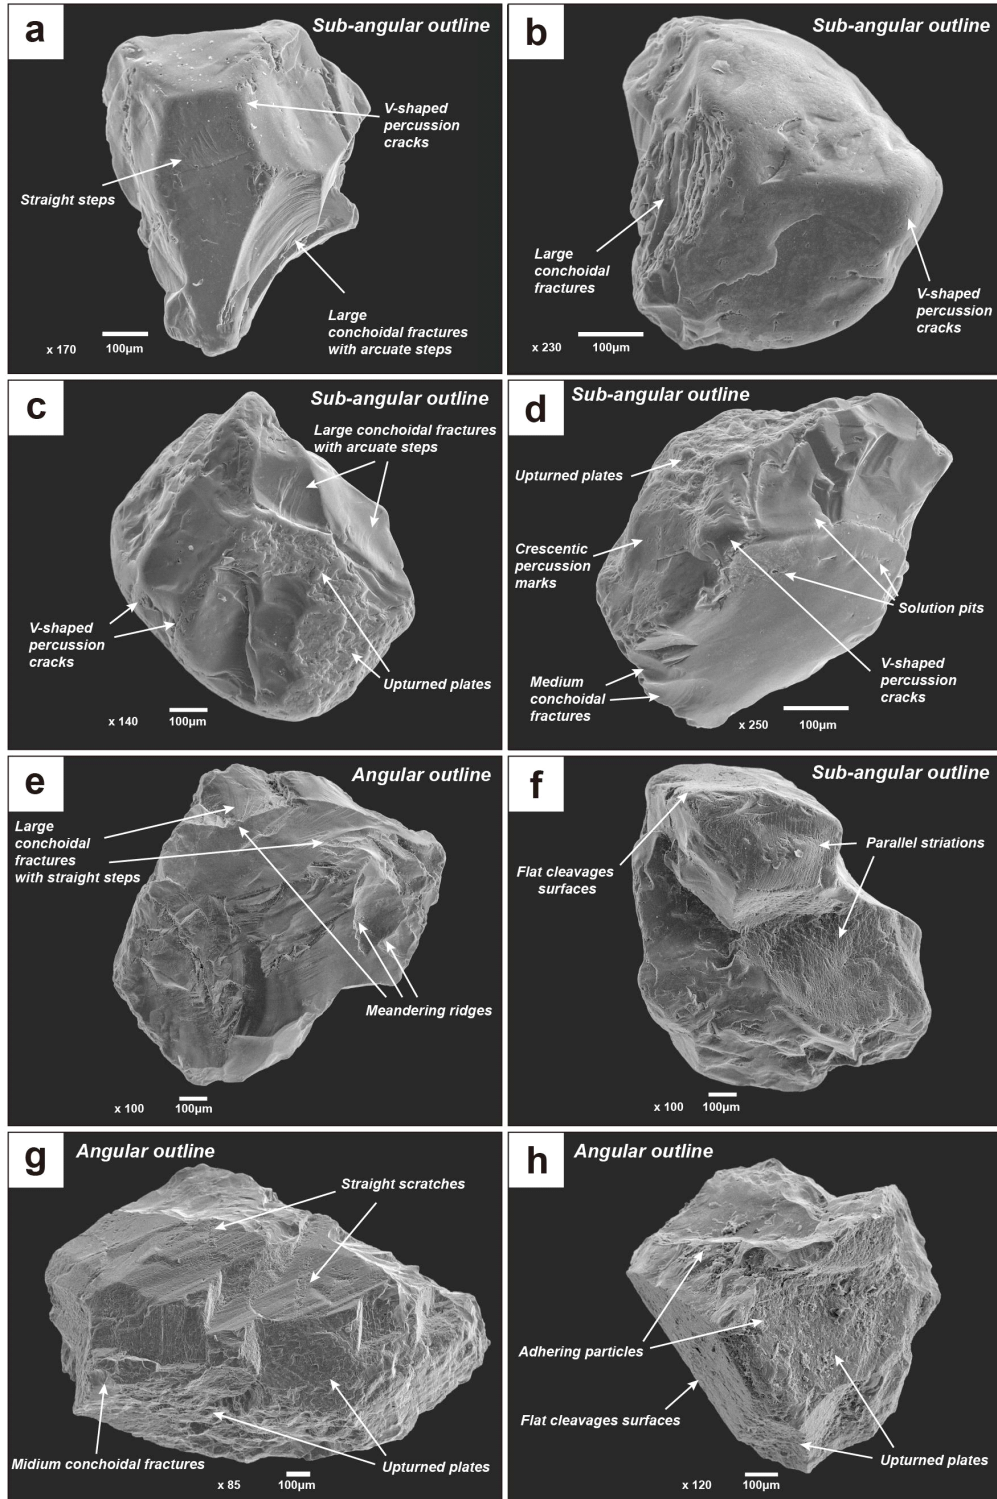 a
Sub-angular outline
V-shaped
percussion
cracks
Straight steps
Large
conchoidal fractures
with arcuate steps
x 170
100µm
b
Sub-angular outline
Large
conchoidal
fractures
V-shaped
percussion
cracks
x 230
100µm
c
Sub-angular outline
Large conchoidal fractures
with arcuate steps
V-shaped
percussion
cracks
Upturned plates
x 140
100µm
d
Sub-angular outline
Upturned plates
Crescentic
percussion
marks
Solution pits
Medium
conchoidal
fractures
V-shaped
percussion
cracks
x 250
100µm
e
Angular outline
Large
conchoidal
fractures
with straight steps
Meandering ridges
x 100
100µm
f
Sub-angular outline
Parallel striations
Flat cleavages
surfaces
x 100
100µm
g
Angular outline
Straight scratches
Midium conchoidal fractures
Upturned plates
x 85
100µm
h
Angular outline
Adhering particles
Flat cleavages surfaces
Upturned plates
x 120
100µm